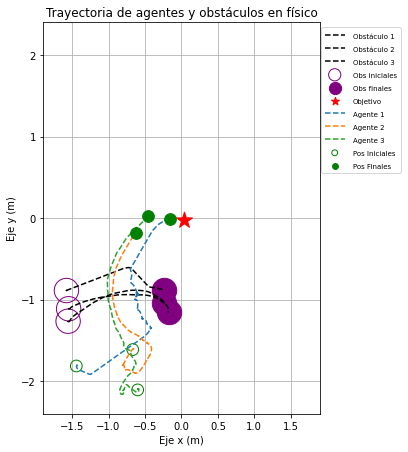 Trayectoria de agentes y obstáculos en físico
Obstáculo 1
Obstáculo 2
Obstáculo 3
Obs iniciales
Obs finales
Objetivo
Agente 1
Agente 2
Agente 3
Pos Iniciales
Pos Finales
Eje y (m)
2
1
0
−1
−2
−1.5
−1.0
−0.5
0.0
0.5
1.0
1.5
Eje x (m)